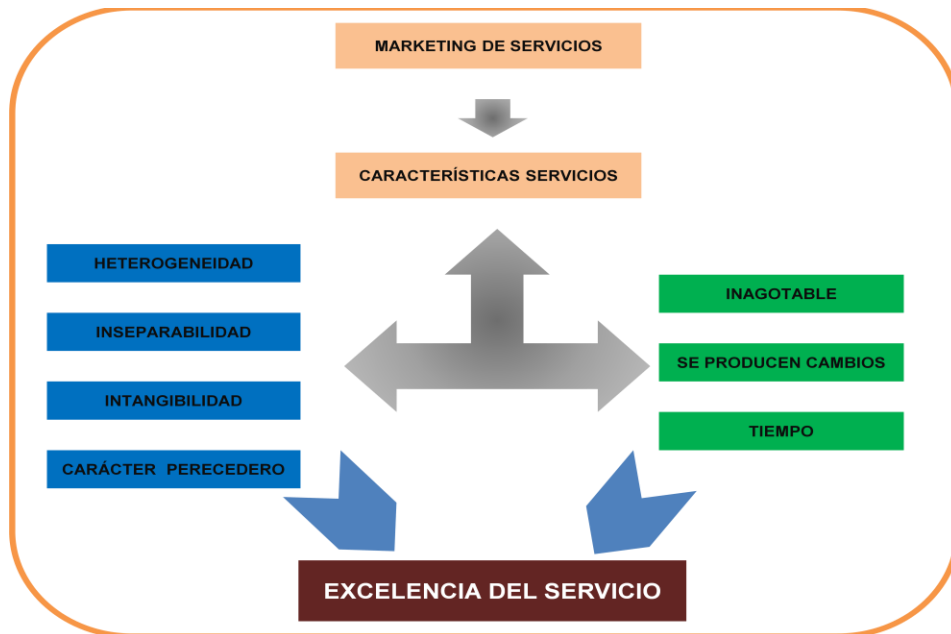 MARKETING DE SERVICIOS
CARACTERÍSTICAS SERVICIOS
HETEROGENEIDAD
INSEPARABILIDAD
INTANGIBILIDAD
CARÁCTER PERECEDERO
INAGOTABLE
SE PRODUCEN CAMBIOS
TIEMPO
EXCELENCIA DEL SERVICIO